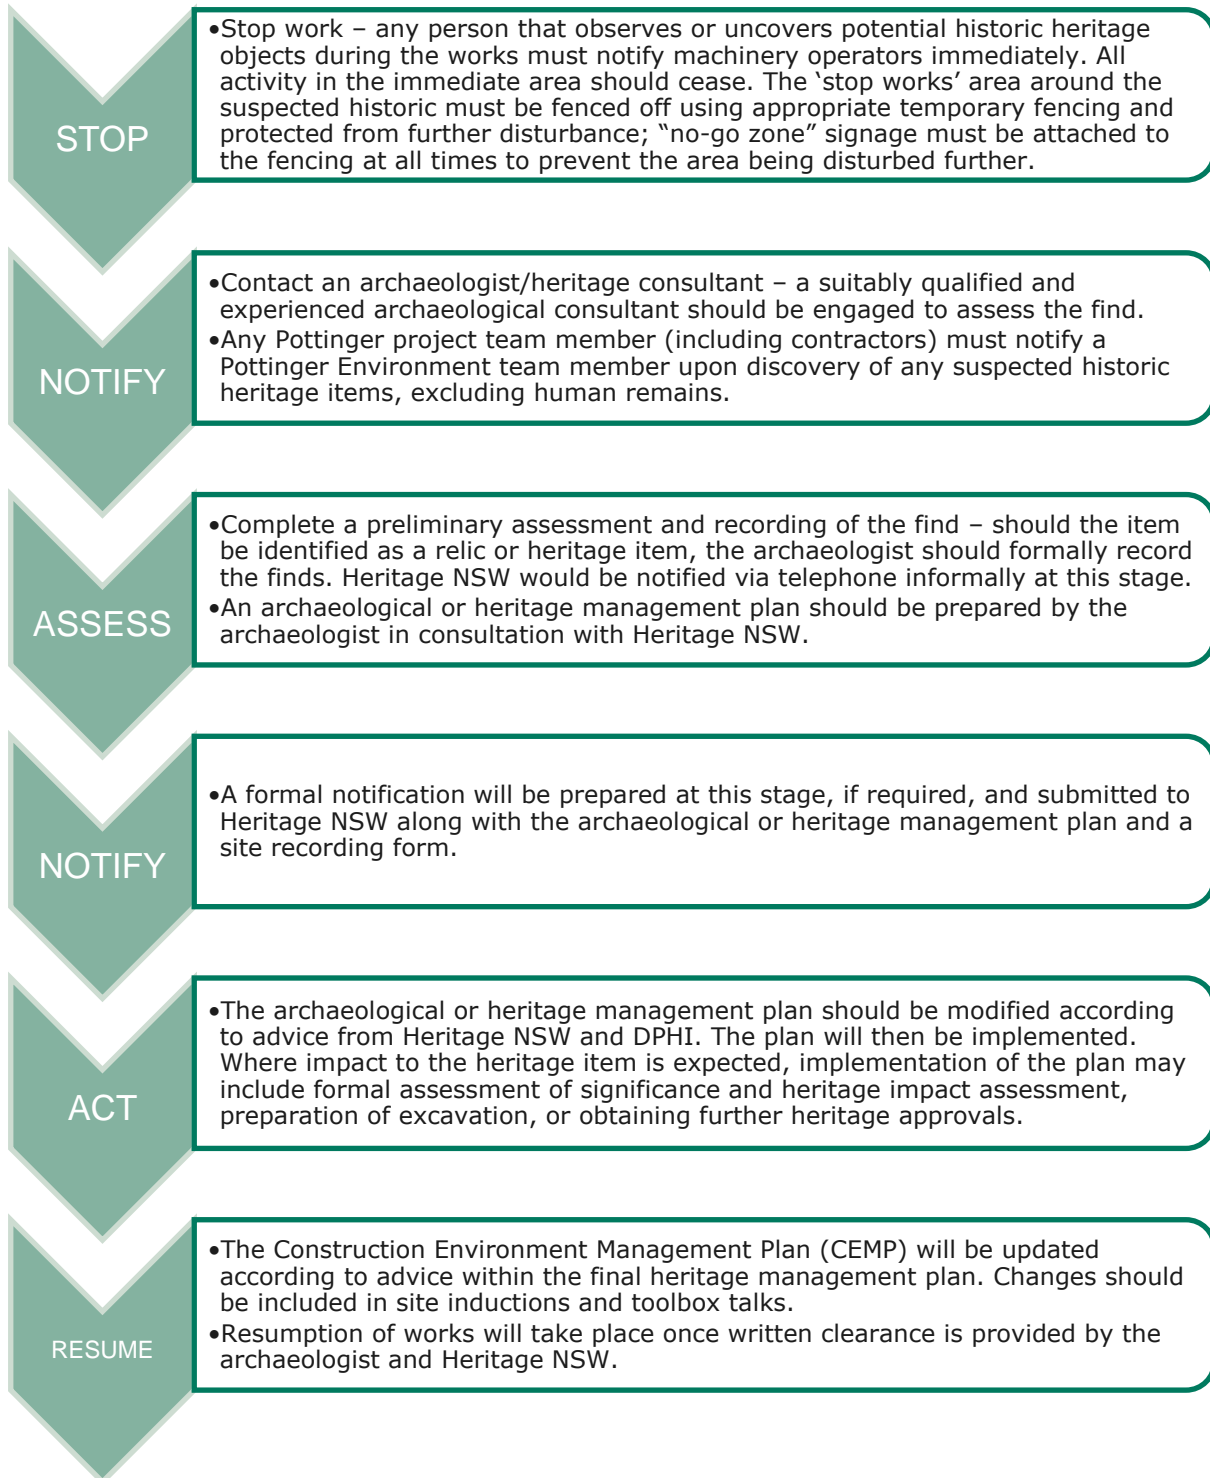 STOP
•Stop work – any person that observes or uncovers potential historic heritage
objects during the works must notify machinery operators immediately. All
activity in the immediate area should cease. The ‘stop works’ area around the
suspected historic must be fenced off using appropriate temporary fencing and
protected from further disturbance; “no-go zone” signage must be attached to
the fencing at all times to prevent the area being disturbed further.
NOTIFY
•Contact an archaeologist/heritage consultant – a suitably qualified and
experienced archaeological consultant should be engaged to assess the find.
•Any Pottinger project team member (including contractors) must notify a
Pottinger Environment team member upon discovery of any suspected historic
heritage items, excluding human remains.
ASSESS
•Complete a preliminary assessment and recording of the find – should the item
be identified as a relic or heritage item, the archaeologist should formally record
the finds. Heritage NSW would be notified via telephone informally at this stage.
•An archaeological or heritage management plan should be prepared by the
archaeologist in consultation with Heritage NSW.
NOTIFY
•A formal notification will be prepared at this stage, if required, and submitted to
Heritage NSW along with the archaeological or heritage management plan and a
site recording form.
ACT
•The archaeological or heritage management plan should be modified according
to advice from Heritage NSW and DPHI. The plan will then be implemented.
Where impact to the heritage item is expected, implementation of the plan may
include formal assessment of significance and heritage impact assessment,
preparation of excavation, or obtaining further heritage approvals.
RESUME
•The Construction Environment Management Plan (CEMP) will be updated
according to advice within the final heritage management plan. Changes should
be included in site inductions and toolbox talks.
•Resumption of works will take place once written clearance is provided by the
archaeologist and Heritage NSW.